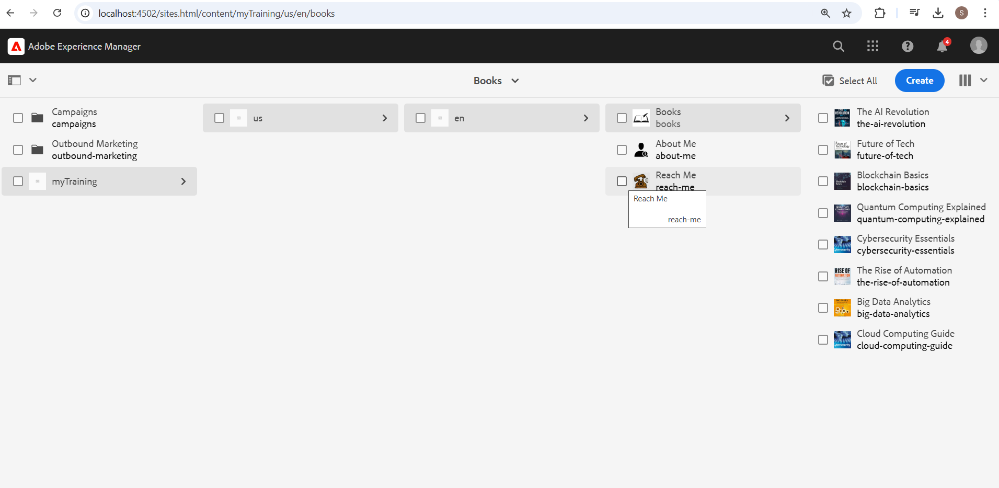 localhost:4502/sites.html/content/myTraining/us/en/books
S
Adobe Experience Manager
4
Books
Select All
Create
Campaigns
campaigns
Outbound Marketing
outbound-marketing
myTraining
us
en
Books
books
About Me
about-me
Reach Me
reach-me
Reach Me
reach-me
The AI Revolution
the-ai-revolution
Future of Tech
future-of-tech
Blockchain Basics
blockchain-basics
Quantum Computing Explained
quantum-computing-explained
Cybersecurity Essentials
cybersecurity-essentials
The Rise of Automation
the-rise-of-automation
Big Data Analytics
big-data-analytics
Cloud Computing Guide
cloud-computing-guide